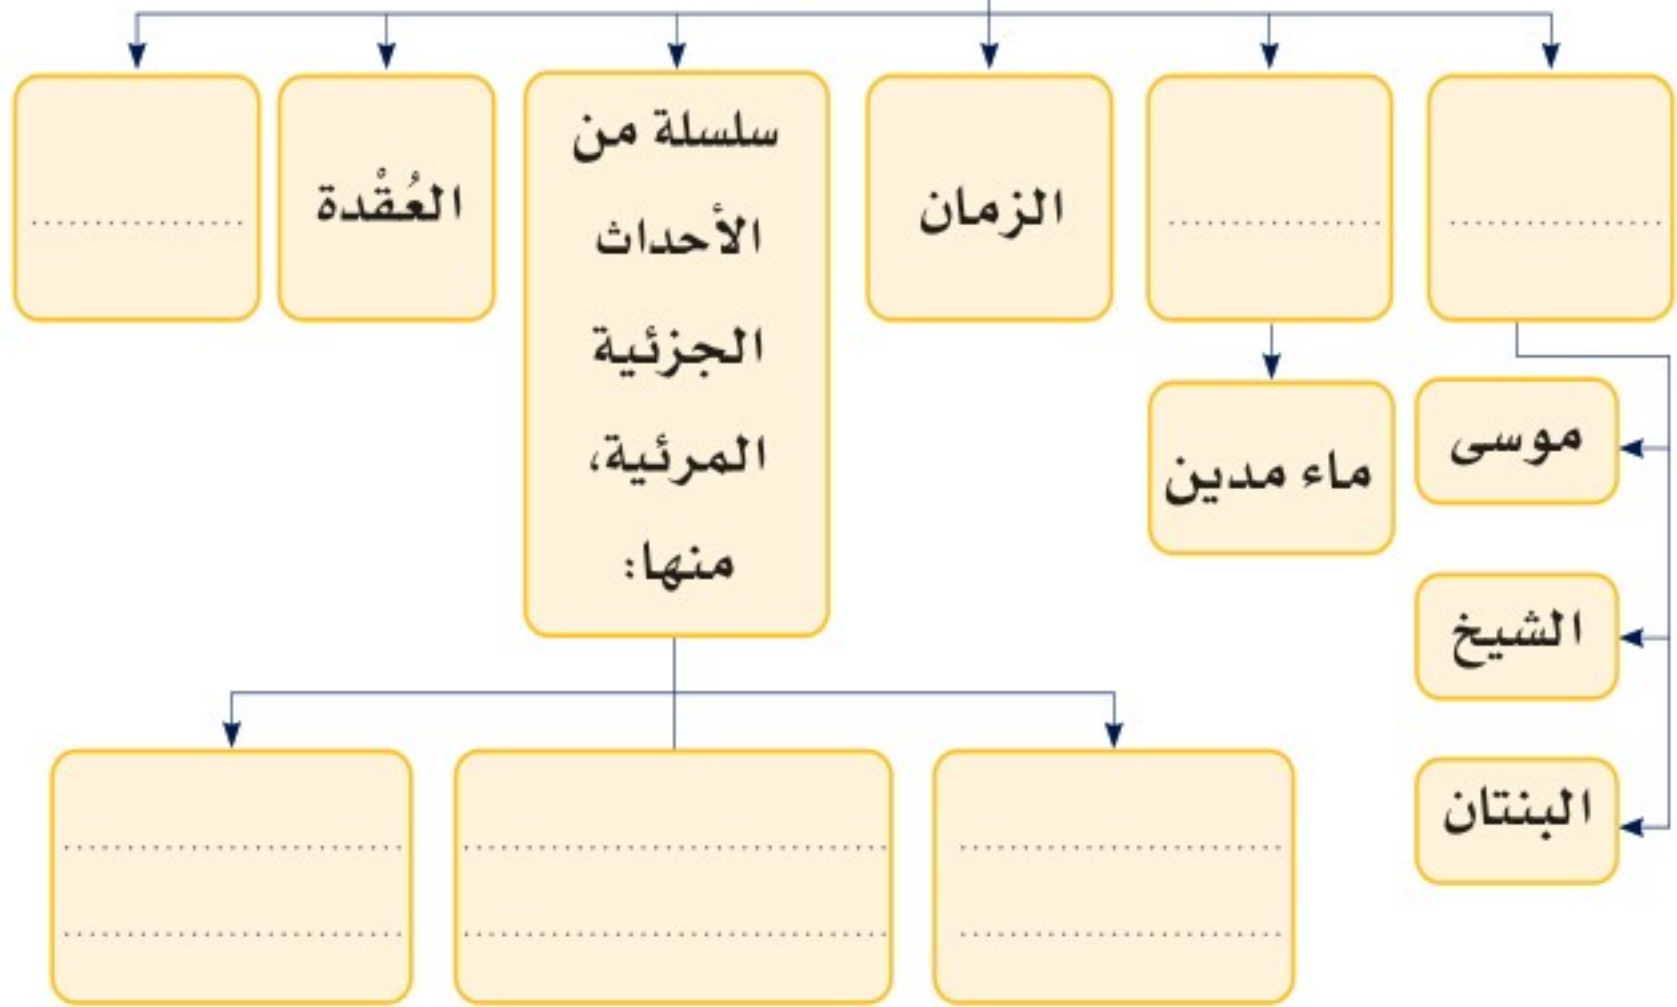 الزمان
سلسلة من
الأحداث
الجزئية
المرئية،
منها:
العُقْدة
ماء مدين
موسى
الشيخ
البنتان